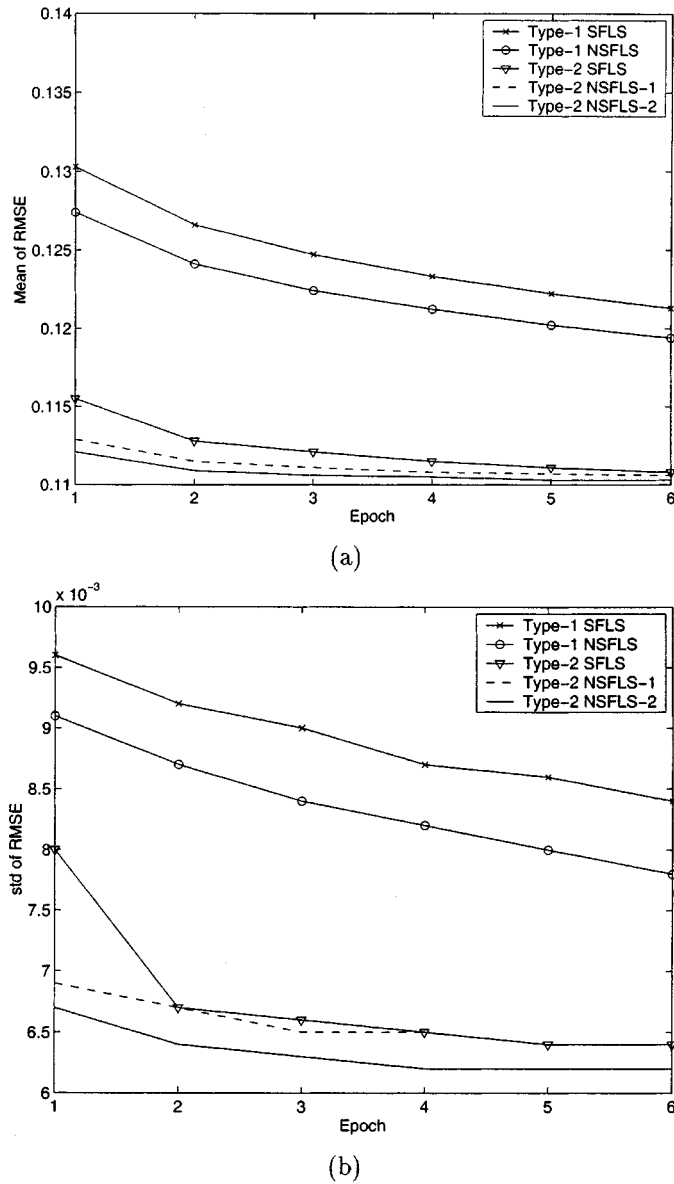 0.14
0.135
0.13
0.125
0.12
0.115
0.11
Mean of RMSE
Type-1 SFLS
Type-1 NSFLS
Type-2 SFLS
Type-2 NSFLS-1
Type-2 NSFLS-2
1 2 3 4 5 6
Epoch
(a)
x 10⁻³
10
9.5
9
8.5
8
7.5
7
6.5
6
std of RMSE
Type-1 SFLS
Type-1 NSFLS
Type-2 SFLS
Type-2 NSFLS-1
Type-2 NSFLS-2
1 2 3 4 5 6
Epoch
(b)